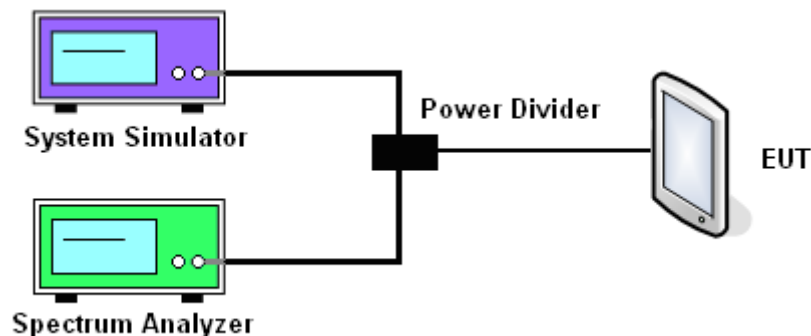 System Simulator
Power Divider
EUT
Spectrum Analyzer